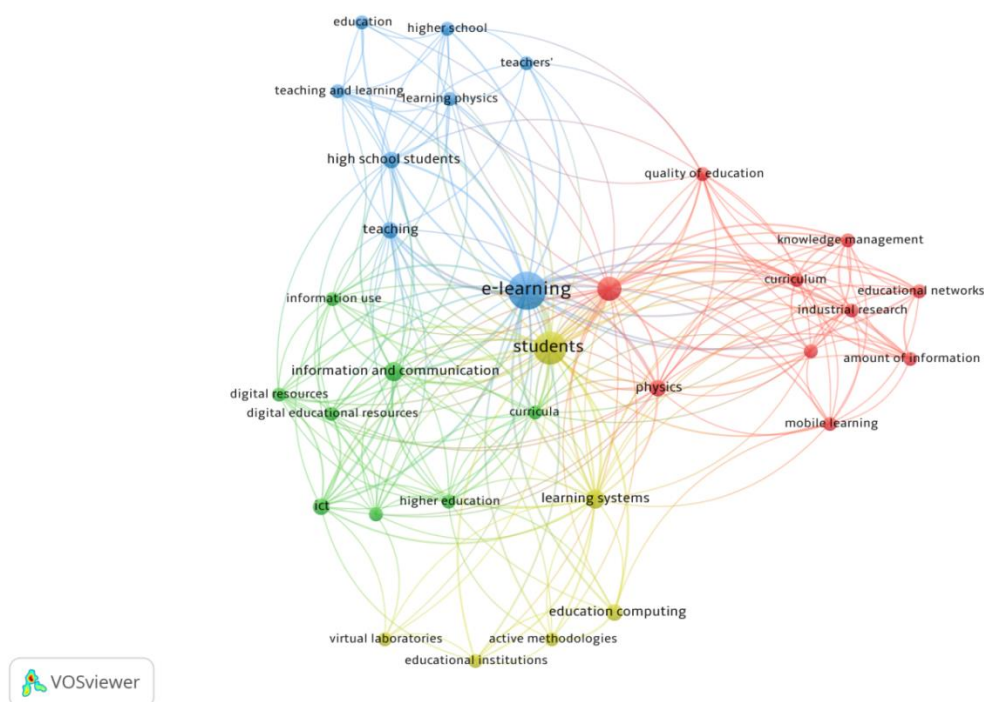 education
higher school
teachers'
teaching and learning
learning physics
high school students
quality of education
teaching
knowledge management
curriculum
e-learning
educational networks
information use
industrial research
students
amount of information
information and communication
physics
digital resources
digital educational resources
curricula
mobile learning
learning systems
higher education
ict
education computing
virtual laboratories
active methodologies
educational institutions
VOSviewer